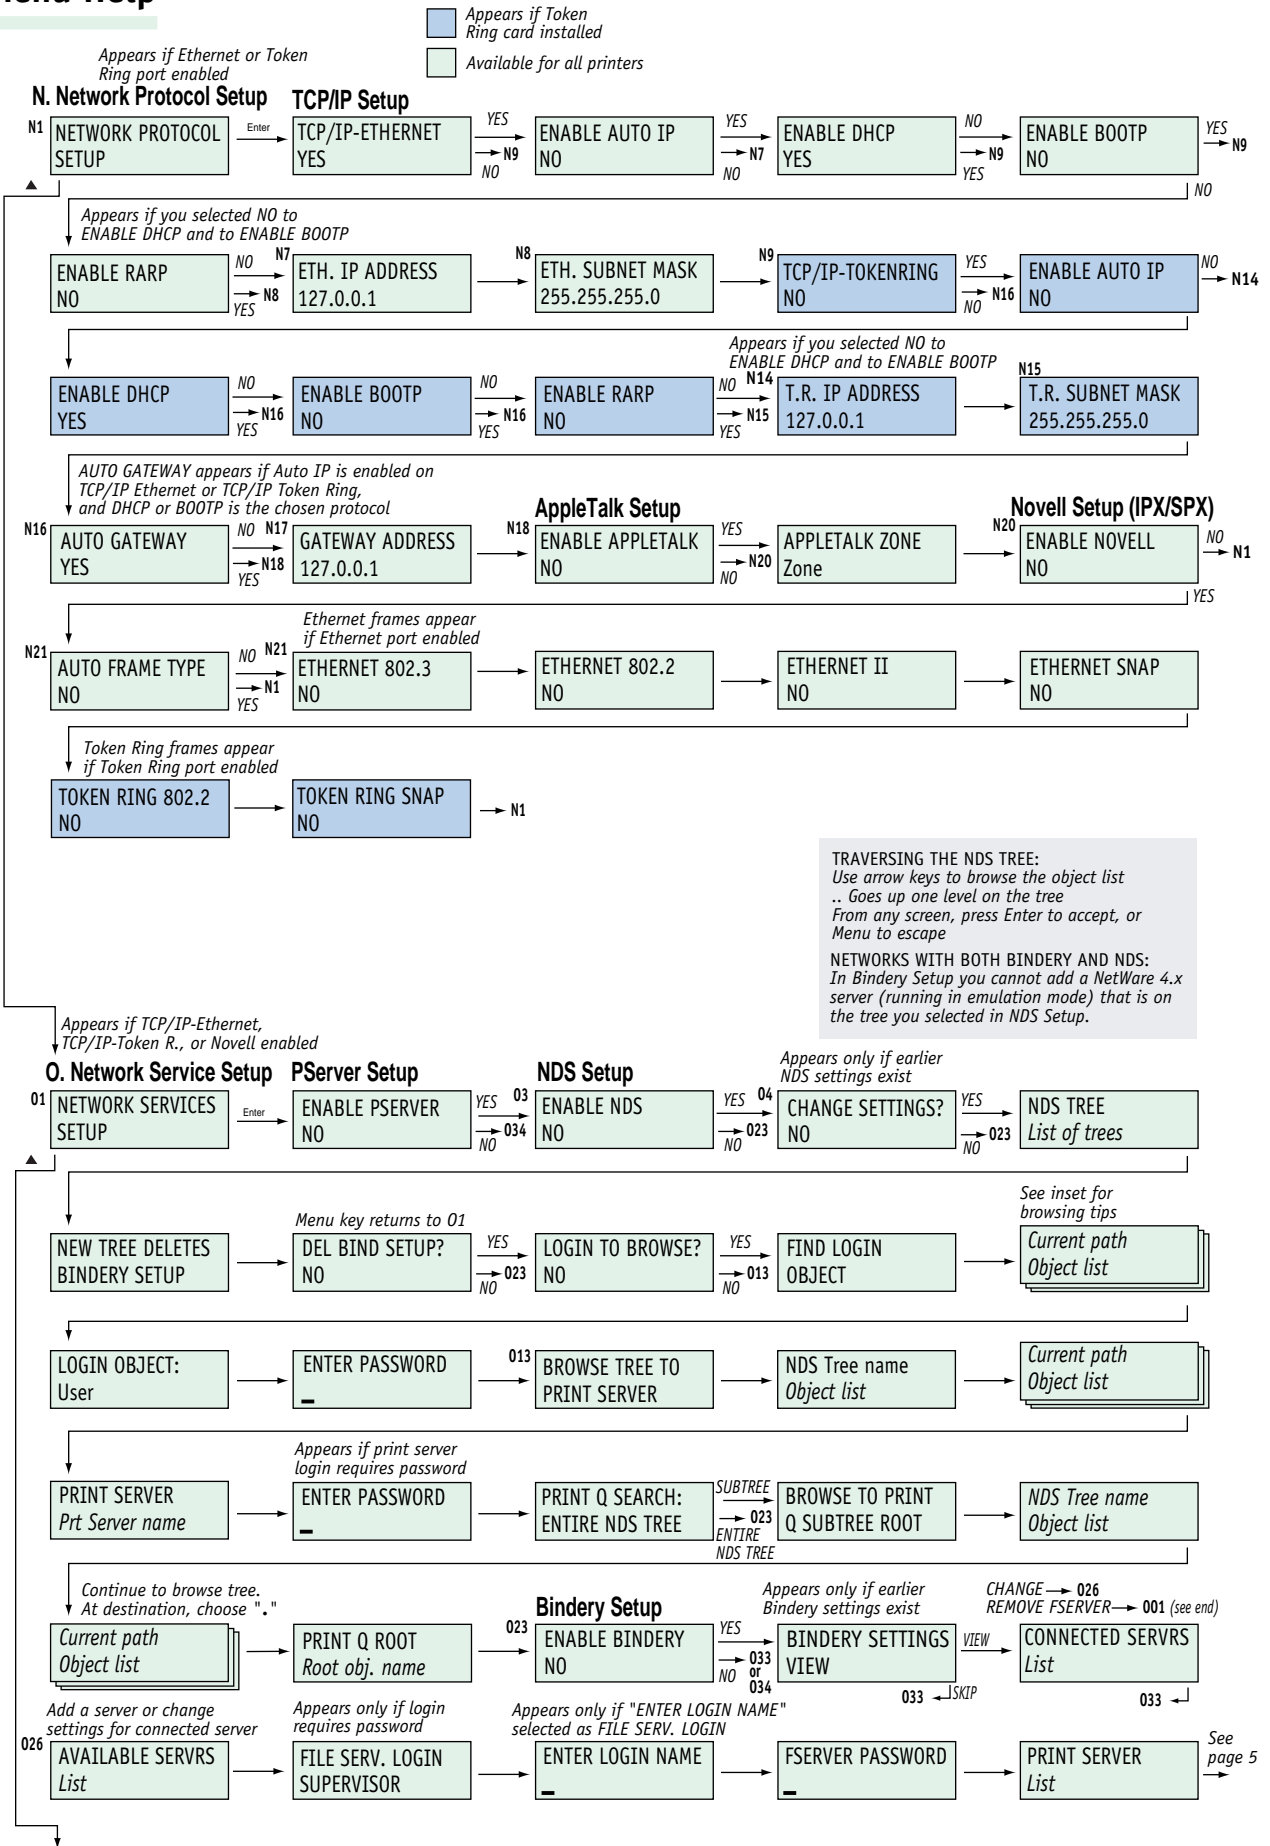 Menu Help
Appears if Token
Ring card installed
Available for all printers
Appears if Ethernet or Token
Ring port enabled
N. Network Protocol Setup
TCP/IP Setup
N1
NETWORK PROTOCOL
SETUP
Enter
TCP/IP-ETHERNET
YES
YES
N9
NO
ENABLE AUTO IP
NO
YES
N7
NO
ENABLE DHCP
YES
NO
N9
YES
ENABLE BOOTP
NO
YES
N9
NO
Appears if you selected NO to
ENABLE DHCP and to ENABLE BOOTP
ENABLE RARP
NO
NO
N8
YES
N7
ETH. IP ADDRESS
127.0.0.1
N8
ETH. SUBNET MASK
255.255.255.0
N9
TCP/IP-TOKENRING
NO
YES
N16
NO
ENABLE AUTO IP
NO
NO
N14
Appears if you selected NO to
ENABLE DHCP and to ENABLE BOOTP
ENABLE DHCP
YES
NO
N16
YES
ENABLE BOOTP
NO
NO
N16
YES
ENABLE RARP
NO
NO
N15
YES
N14
T.R. IP ADDRESS
127.0.0.1
N15
T.R. SUBNET MASK
255.255.255.0
AUTO GATEWAY appears if Auto IP is enabled on
TCP/IP Ethernet or TCP/IP Token Ring,
and DHCP or BOOTP is the chosen protocol
AppleTalk Setup
Novell Setup (IPX/SPX)
N16
AUTO GATEWAY
YES
NO
N18
YES
N17
GATEWAY ADDRESS
127.0.0.1
N18
ENABLE APPLETALK
NO
YES
N20
NO
APPLETALK ZONE
Zone
N20
ENABLE NOVELL
NO
NO
N1
YES
Ethernet frames appear
if Ethernet port enabled
N21
AUTO FRAME TYPE
NO
NO
N1
YES
N21
ETHERNET 802.3
NO
ETHERNET 802.2
NO
ETHERNET II
NO
ETHERNET SNAP
NO
Token Ring frames appear
if Token Ring port enabled
TOKEN RING 802.2
NO
TOKEN RING SNAP
NO
N1
TRAVERSING THE NDS TREE:
Use arrow keys to browse the object list
.. Goes up one level on the tree
From any screen, press Enter to accept, or
Menu to escape
NETWORKS WITH BOTH BINDERY AND NDS:
In Bindery Setup you cannot add a NetWare 4.x
server (running in emulation mode) that is on
the tree you selected in NDS Setup.
Appears if TCP/IP-Ethernet,
TCP/IP-Token R., or Novell enabled
O. Network Service Setup
PServer Setup
NDS Setup
Appears only if earlier
NDS settings exist
O1
NETWORK SERVICES
SETUP
Enter
ENABLE PSERVER
NO
YES
O34
NO
O3
ENABLE NDS
NO
YES
O23
NO
O4
CHANGE SETTINGS?
NO
YES
O23
NO
NDS TREE
List of trees
Menu key returns to O1
See inset for
browsing tips
NEW TREE DELETES
BINDERY SETUP
DEL BIND SETUP?
NO
YES
O23
NO
LOGIN TO BROWSE?
NO
YES
O13
NO
FIND LOGIN
OBJECT
Current path
Object list
LOGIN OBJECT:
User
ENTER PASSWORD
_
O13
BROWSE TREE TO
PRINT SERVER
NDS Tree name
Object list
Current path
Object list
Appears if print server
login requires password
PRINT SERVER
Prt Server name
ENTER PASSWORD
_
PRINT Q SEARCH:
ENTIRE NDS TREE
SUBTREE
O23
ENTIRE
NDS TREE
BROWSE TO PRINT
Q SUBTREE ROOT
NDS Tree name
Object list
Continue to browse tree.
At destination, choose "."
Bindery Setup
Appears only if earlier
Bindery settings exist
CHANGE O26
REMOVE FSERVER OO1 (see end)
Current path
Object list
PRINT Q ROOT
Root obj. name
O23
ENABLE BINDERY
NO
YES
O33
NO or
O34
BINDERY SETTINGS
VIEW
VIEW
O33 SKIP
CONNECTED SERVRS
List
O33
Add a server or change
settings for connected server
Appears only if login
requires password
Appears only if "ENTER LOGIN NAME"
selected as FILE SERV. LOGIN
O26
AVAILABLE SERVRS
List
FILE SERV. LOGIN
SUPERVISOR
ENTER LOGIN NAME
_
FSERVER PASSWORD
_
PRINT SERVER
List
See
page 5